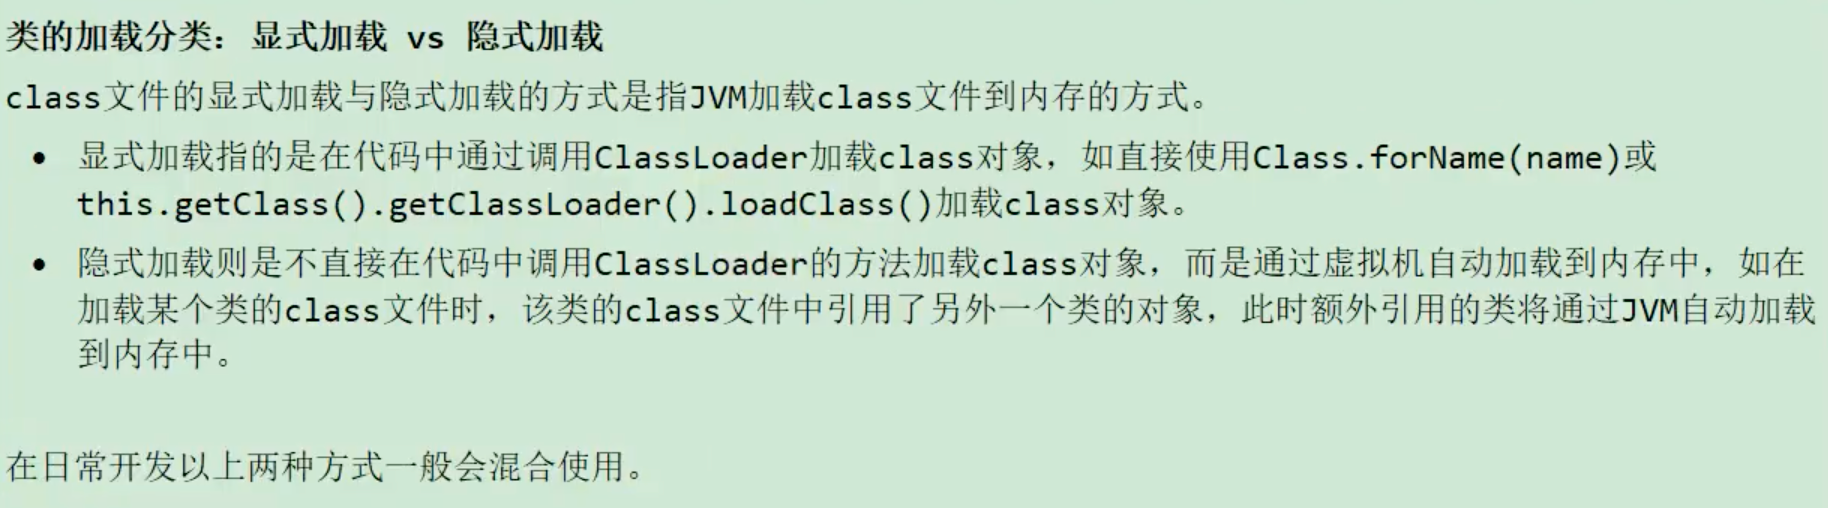 类的加载分类：显式加载 vs 隐式加载
class文件的显式加载与隐式加载的方式是指JVM加载class文件到内存的方式。
• 显式加载指的是在代码中通过调用ClassLoader加载class对象，如直接使用Class.forName(name)或
this.getClass().getClassLoader().loadClass()加载class对象。
• 隐式加载则是不直接在代码中调用ClassLoader的方法加载class对象，而是通过虚拟机自动加载到内存中，如在
加载某个类的class文件时，该类的class文件中引用了另外一个类的对象，此时额外引用的类将通过JVM自动加载
到内存中。
在日常开发以上两种方式一般会混合使用。